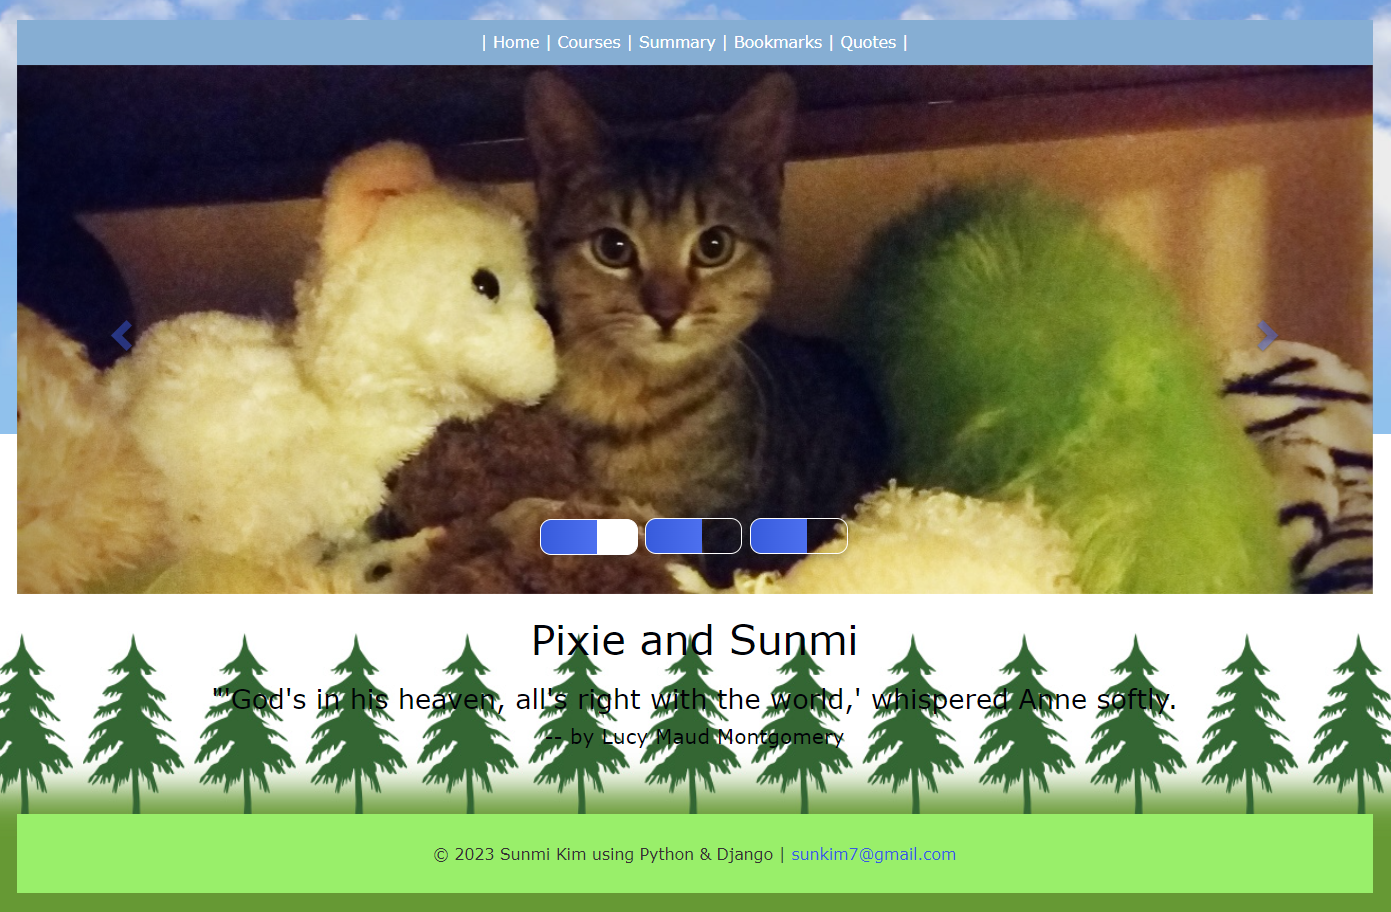 | Home | Courses | Summary | Bookmarks | Quotes |
Pixie and Sunmi
"'God's in his heaven, all's right with the world,' whispered Anne softly.
-- by Lucy Maud Montgomery
© 2023 Sunmi Kim using Python & Django | sunkim7@gmail.com